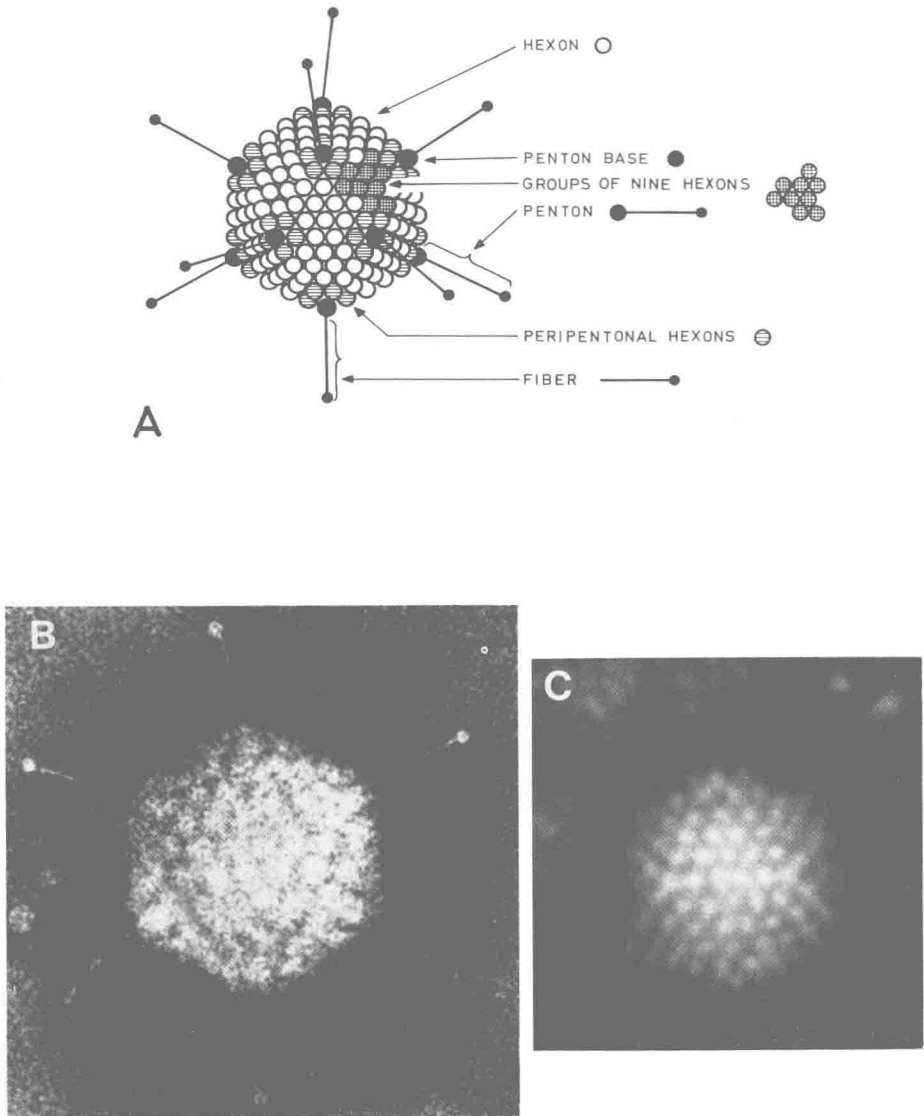 HEXON
PENTON BASE
GROUPS OF NINE HEXONS
PENTON
PERIPENTONAL HEXONS
FIBER
A
B
C